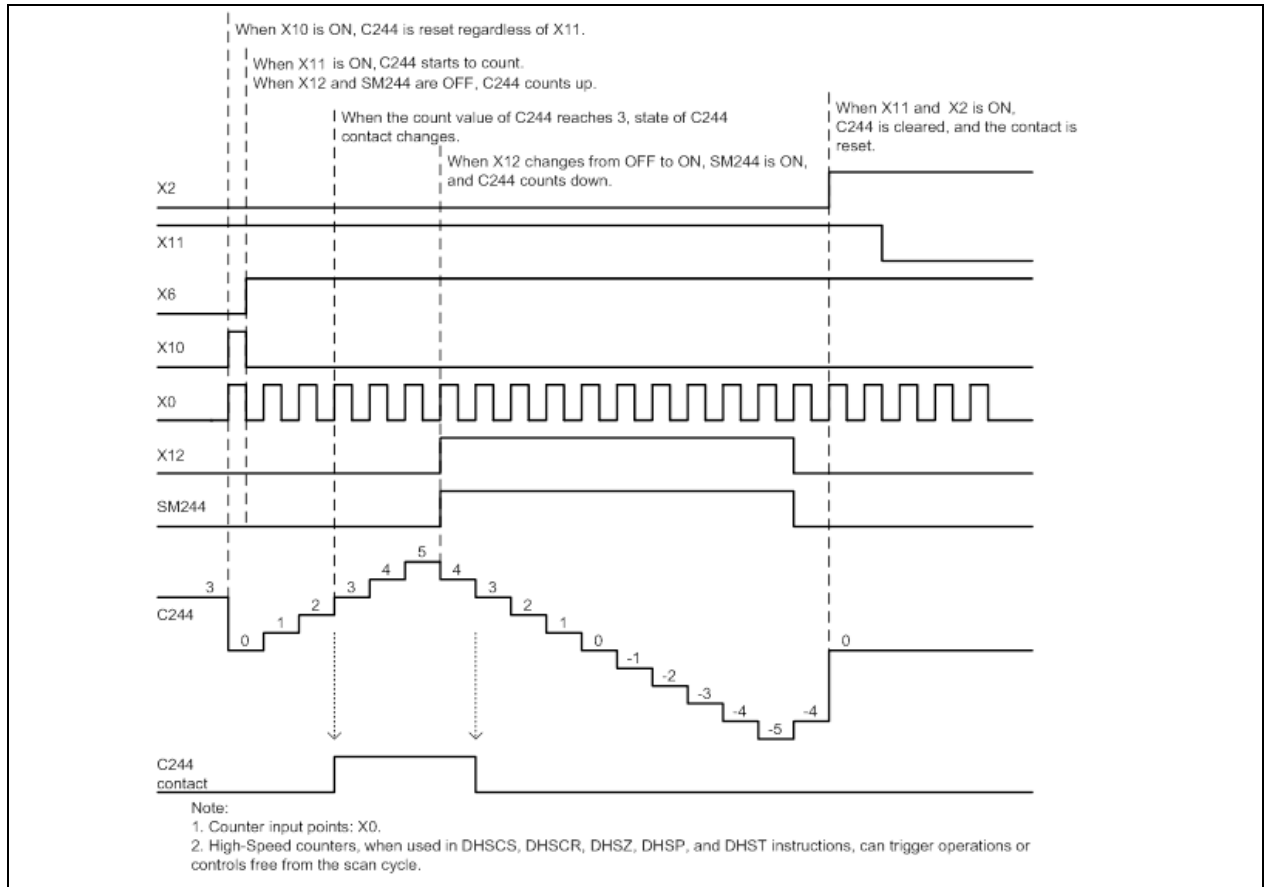 When X10 is ON, C244 is reset regardless of X11.
When X11 is ON, C244 starts to count.
When X12 and SM244 are OFF, C244 counts up.
When the count value of C244 reaches 3, state of C244
contact changes.
When X12 changes from OFF to ON, SM244 is ON,
and C244 counts down.
When X11 and X2 is ON,
C244 is cleared, and the contact is
reset.
X2
X11
X6
X10
X0
X12
SM244
C244
3
0
1
2
3
4
5
4
3
2
1
0
-1
-2
-3
-4
-5
-4
0
C244
contact
Note:
1. Counter input points: X0.
2. High-Speed counters, when used in DHSCS, DHSCR, DHSZ, DHSP, and DHST instructions, can trigger operations or
controls free from the scan cycle.